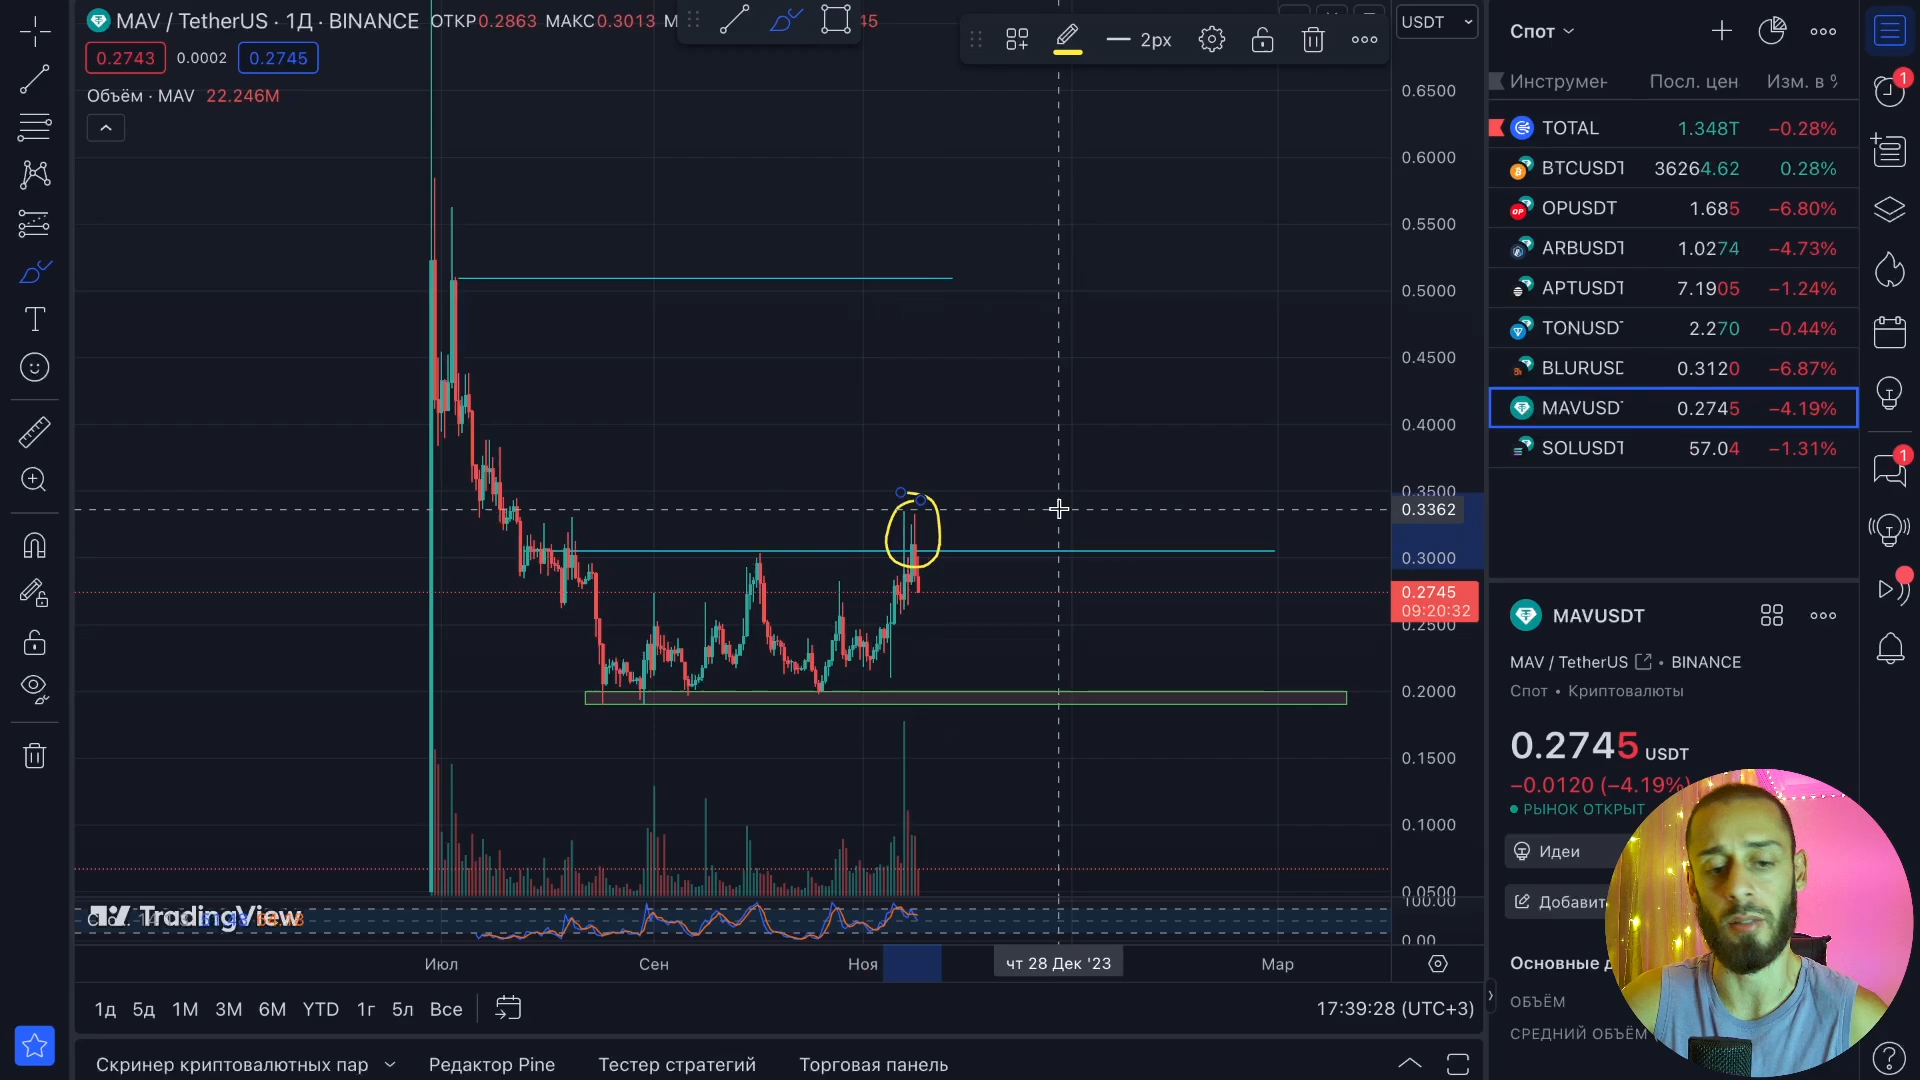 MAV / TetherUS · 1Д · BINANCE ОТКР0.2863 МАКС0.3013
0.2743 0.0002 0.2745
Объём · MAV 22.246M
2px
USDT
0.6500
0.6000
0.5500
0.5000
0.4500
0.4000
0.3500
0.3362
0.3000
0.2745
09:20:32
0.2500
0.2000
0.1500
0.1000
0.0500
100.00
0.00
TradingView
Июл Сен Ноя чт 28 Дек '23 Мар
1д 5д 1М 3М 6М YTD 1г 5л Все
17:39:28 (UTC+3)
Скринер криптовалютных пар Редактор Pine Тестер стратегий Торговая панель
Спот
Инструмен Посл. цен Изм. в %
TOTAL 1.348T −0.28%
BTCUSDT 36264.62 0.28%
OPUSDT 1.685 −6.80%
ARBUSDT 1.0274 −4.73%
APTUSDT 7.1905 −1.24%
TONUSD 2.270 −0.44%
BLURUSD 0.3120 −6.87%
MAVUSD 0.2745 −4.19%
SOLUSDT 57.04 −1.31%
MAVUSDT
MAV / TetherUS • BINANCE
Спот • Криптовалюты
0.2745 USDT
−0.0120 (−4.19%)
РЫНОК ОТКРЫТ
Идеи
Добавит
Основные
ОБЪЁМ
СРЕДНИЙ ОБЪЁМ
1
1